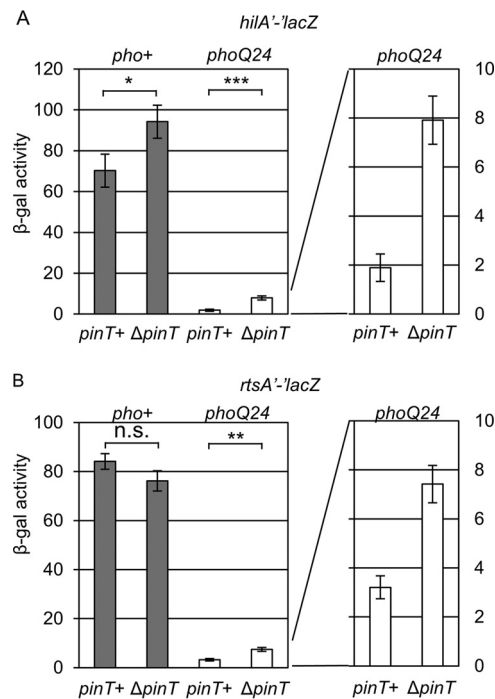 A
hilA'-'lacZ
pho+ phoQ24 phoQ24
β-gal activity
120
100
80
60
40
20
0
* ***
10
8
6
4
2
0
pinT+ ΔpinT pinT+ ΔpinT pinT+ ΔpinT
B
rtsA'-'lacZ
pho+ phoQ24 phoQ24
β-gal activity
100
80
60
40
20
0
n.s. **
10
8
6
4
2
0
pinT+ ΔpinT pinT+ ΔpinT pinT+ ΔpinT